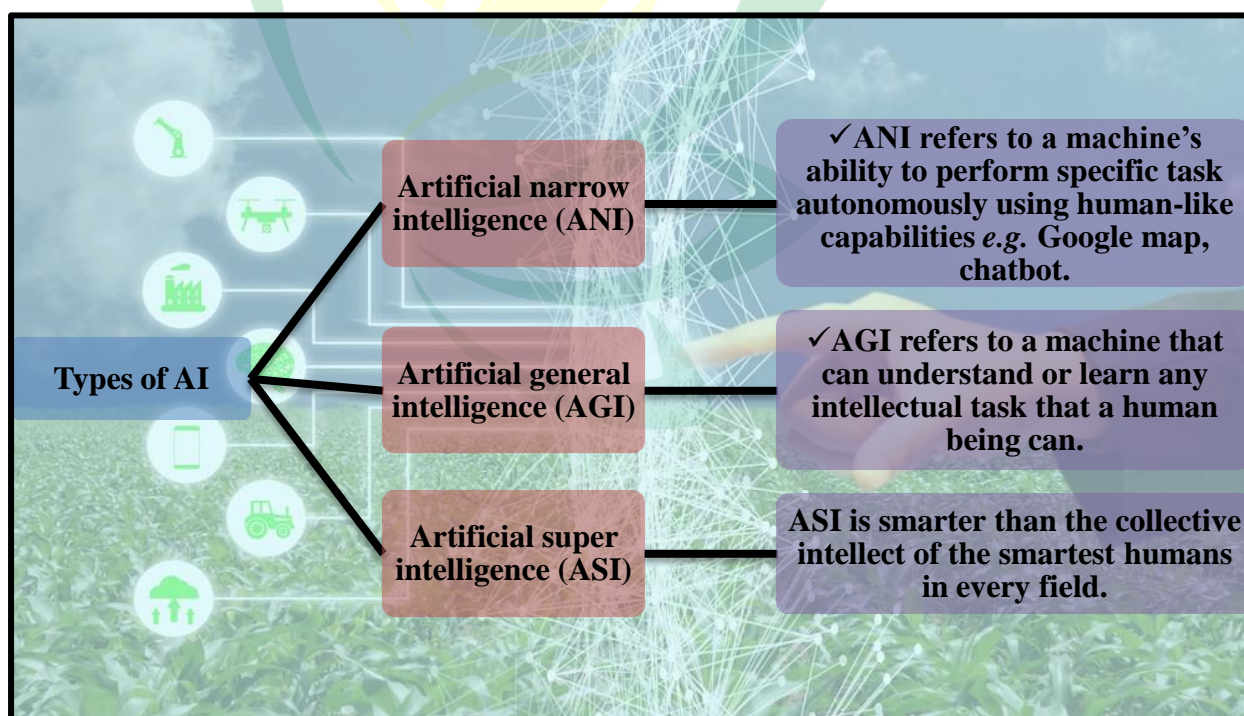 Types of AI
Artificial narrow
intelligence (ANI)
✓ANI refers to a machine’s
ability to perform specific task
autonomously using human-like
capabilities e.g. Google map,
chatbot.
Artificial general
intelligence (AGI)
✓AGI refers to a machine that
can understand or learn any
intellectual task that a human
being can.
Artificial super
intelligence (ASI)
ASI is smarter than the collective
intellect of the smartest humans
in every field.